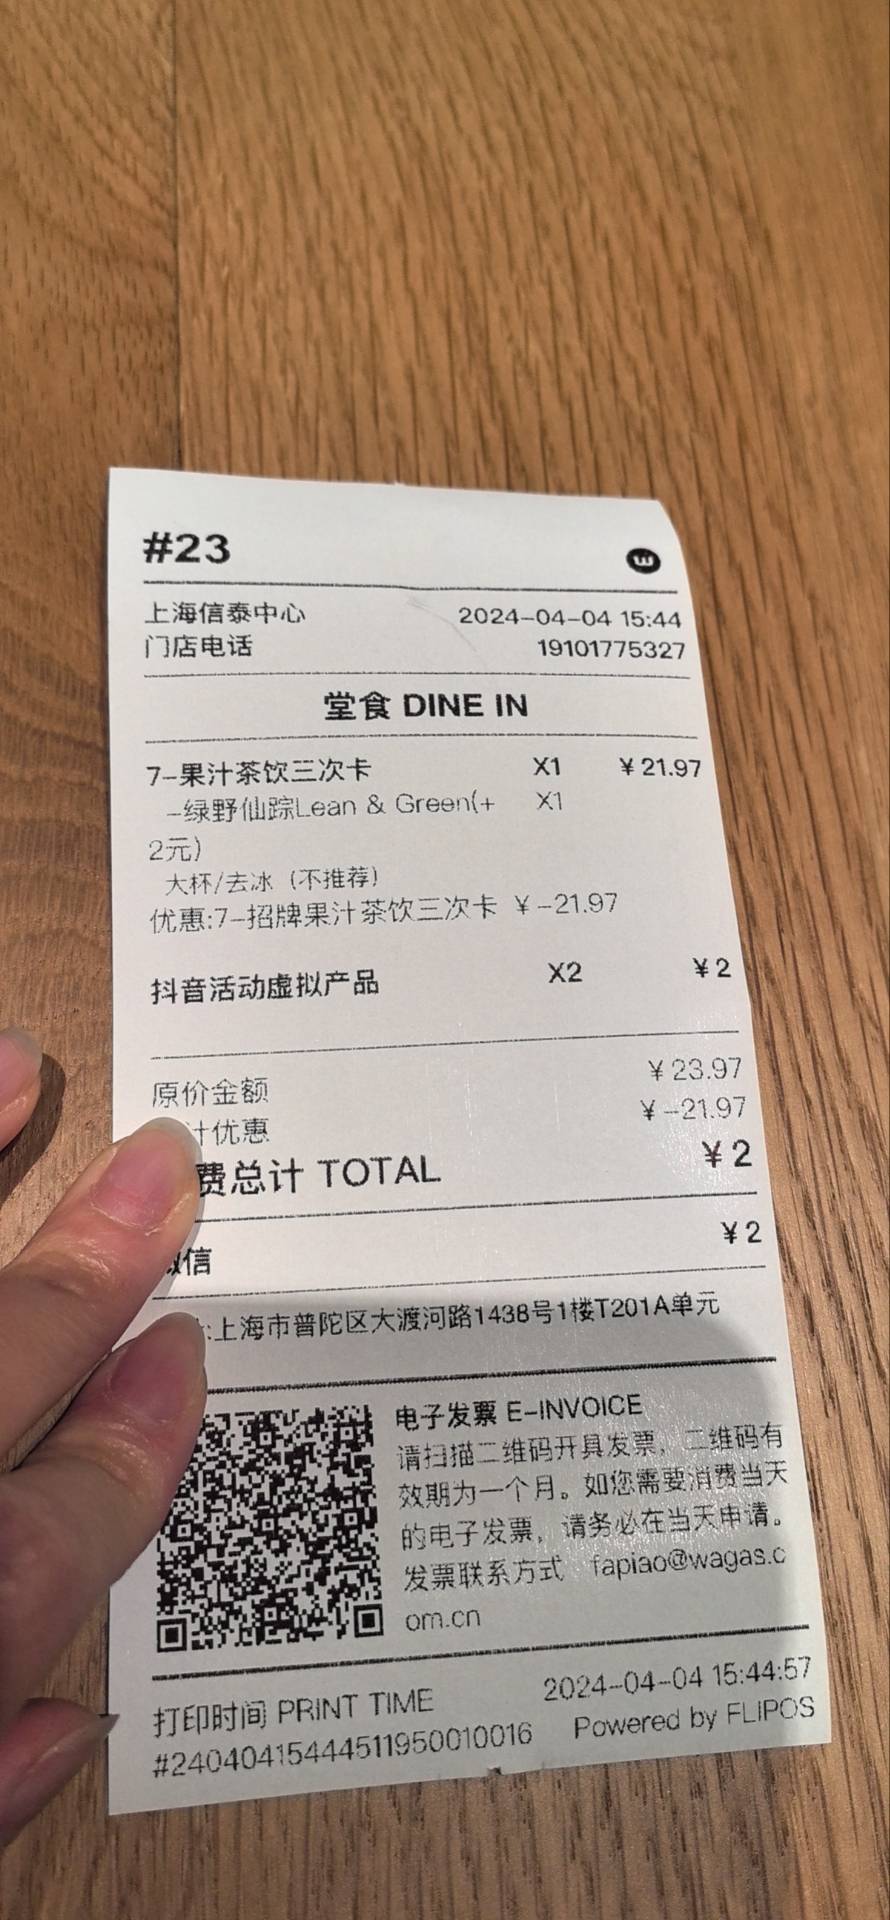 #23
上海信泰中心 2024-04-04 15:44
门店电话 19101775327
堂食 DINE IN
7-果汁茶饮三次卡 X1 ¥21.97
-绿野仙踪Lean & Green(+ X1
2元)
大杯/去冰（不推荐）
优惠:7-招牌果汁茶饮三次卡 ¥-21.97
抖音活动虚拟产品 X2 ¥2
原价金额 ¥23.97
计优惠 ¥-21.97
费总计 TOTAL ¥2
微信 ¥2
:上海市普陀区大渡河路1438号1楼T201A单元
电子发票 E-INVOICE
请扫描二维码开具发票，二维码有
效期为一个月。如您需要消费当天
的电子发票，请务必在当天申请。
发票联系方式 fapiao@wagas.c
om.cn
打印时间 PRINT TIME 2024-04-04 15:44:57
#24040415444511950010016 Powered by FLIPOS